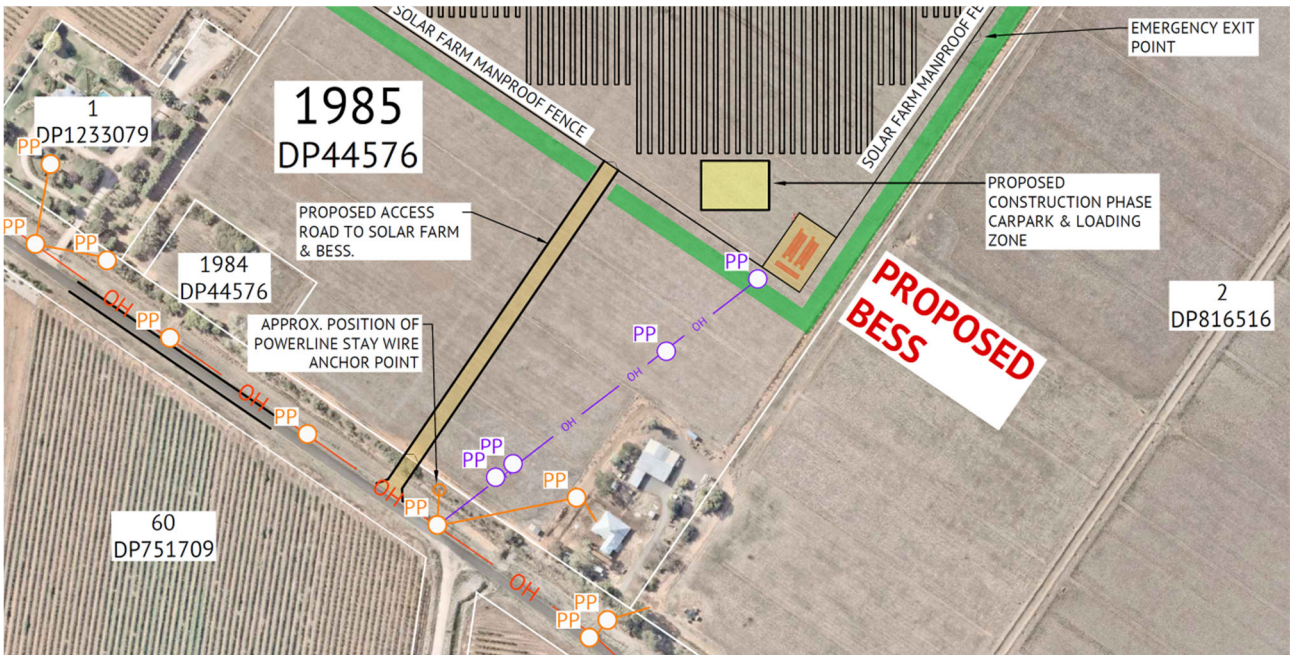 SOLAR FARM MANPROOF FENCE
SOLAR FARM MANPROOF FE
EMERGENCY EXIT
POINT
1
DP1233079
1985
DP44576
PP
PP
PP
PROPOSED ACCESS
ROAD TO SOLAR FARM
& BESS.
PROPOSED
CONSTRUCTION PHASE
CARPARK & LOADING
ZONE
1984
DP44576
PP
OH
PROPOSED
BESS
2
DP816516
OH
PP
APPROX. POSITION OF
POWERLINE STAY WIRE
ANCHOR POINT
PP
OH
OH
OH
PP
OH
PP
PP
PP
PP
OH
60
DP751709
OH
PP
PP